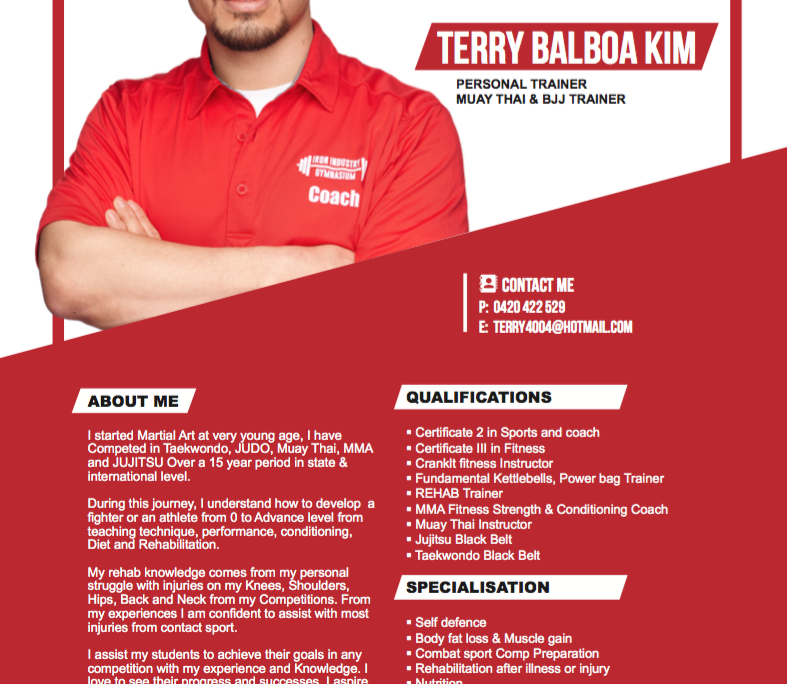 TERRY BALBOA KIM
PERSONAL TRAINER
MUAY THAI & BJJ TRAINER
IRON INDUSTRY
GYMNASIUM
Coach
CONTACT ME
P: 0420 422 529
E: TERRY4004@HOTMAIL.COM
ABOUT ME
I started Martial Art at very young age, I have
Competed in Taekwondo, JUDO, Muay Thai, MMA
and JUJITSU Over a 15 year period in state &
international level.
During this journey, I understand how to develop a
fighter or an athlete from 0 to Advance level from
teaching technique, performance, conditioning,
Diet and Rehabilitation.
My rehab knowledge comes from my personal
struggle with injuries on my Knees, Shoulders,
Hips, Back and Neck from my Competitions. From
my experiences I am confident to assist with most
injuries from contact sport.
I assist my students to achieve their goals in any
competition with my experience and Knowledge. I
love to see their progress and successes. I aspire
QUALIFICATIONS
▪ Certificate 2 in Sports and coach
▪ Certificate III in Fitness
▪ CrankIt fitness Instructor
▪ Fundamental Kettlebells, Power bag Trainer
▪ REHAB Trainer
▪ MMA Fitness Strength & Conditioning Coach
▪ Muay Thai Instructor
▪ Jujitsu Black Belt
▪ Taekwondo Black Belt
SPECIALISATION
▪ Self defence
▪ Body fat loss & Muscle gain
▪ Combat sport Comp Preparation
▪ Rehabilitation after illness or injury
▪ Nutrition